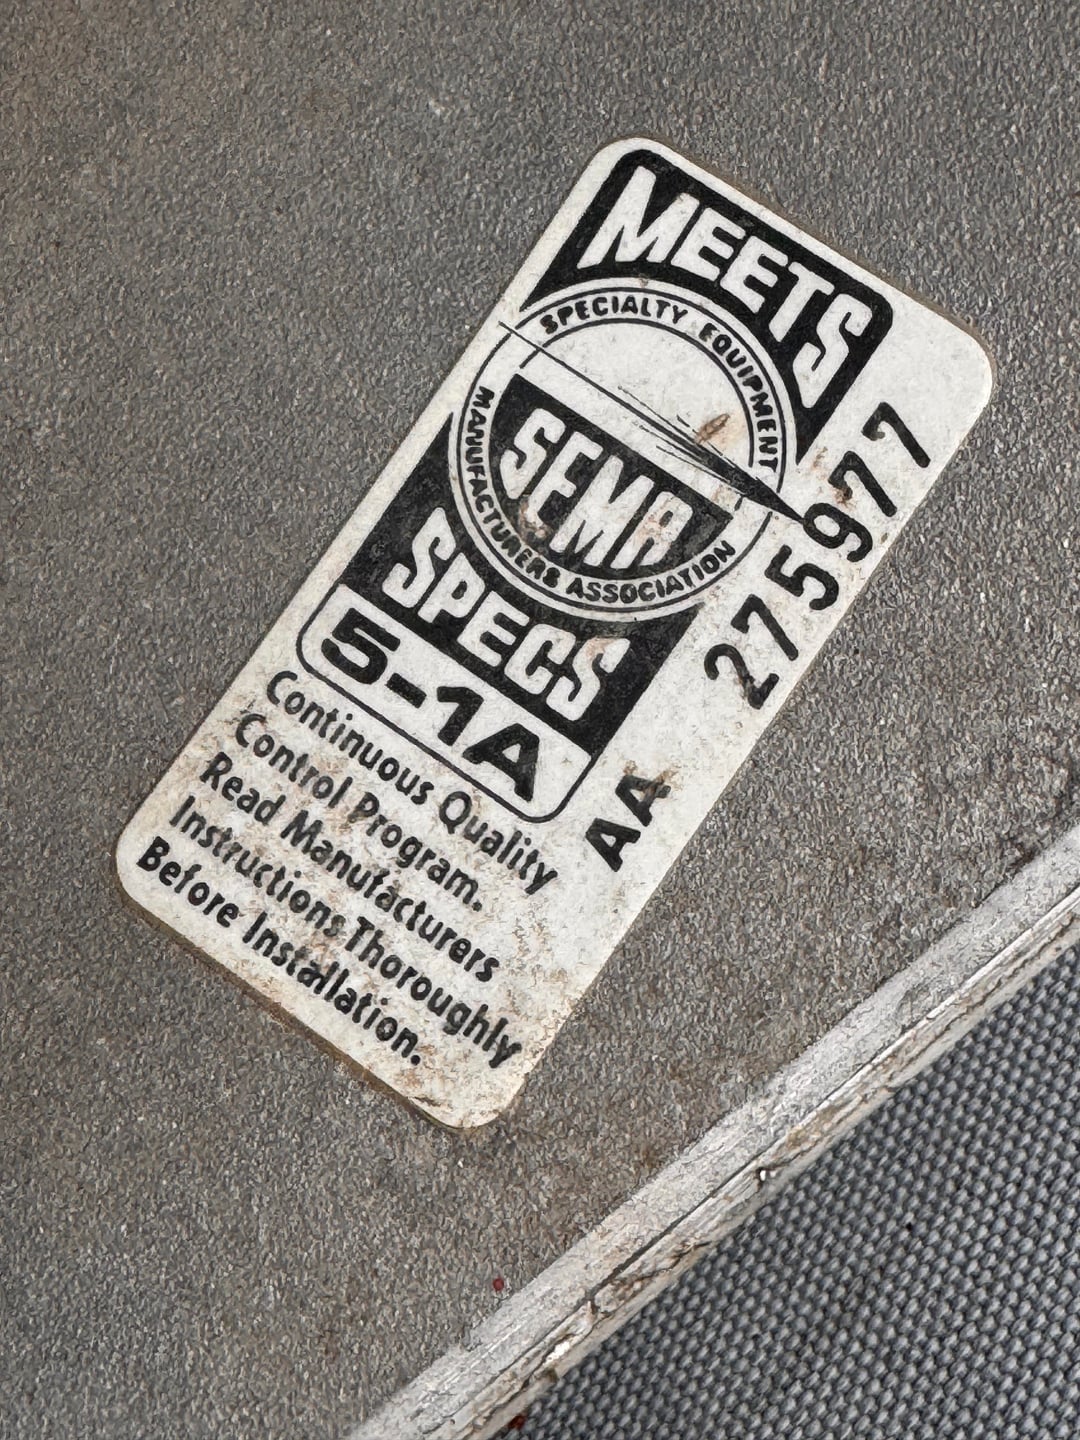 MEETS
SPECIALTY EQUIPMENT
MANUFACTURERS ASSOCIATION
SEMA
SPECS
5-1A
Continuous Quality
Control Program.
Read Manufacturers
Instructions Thoroughly
Before Installation.
AA 275977